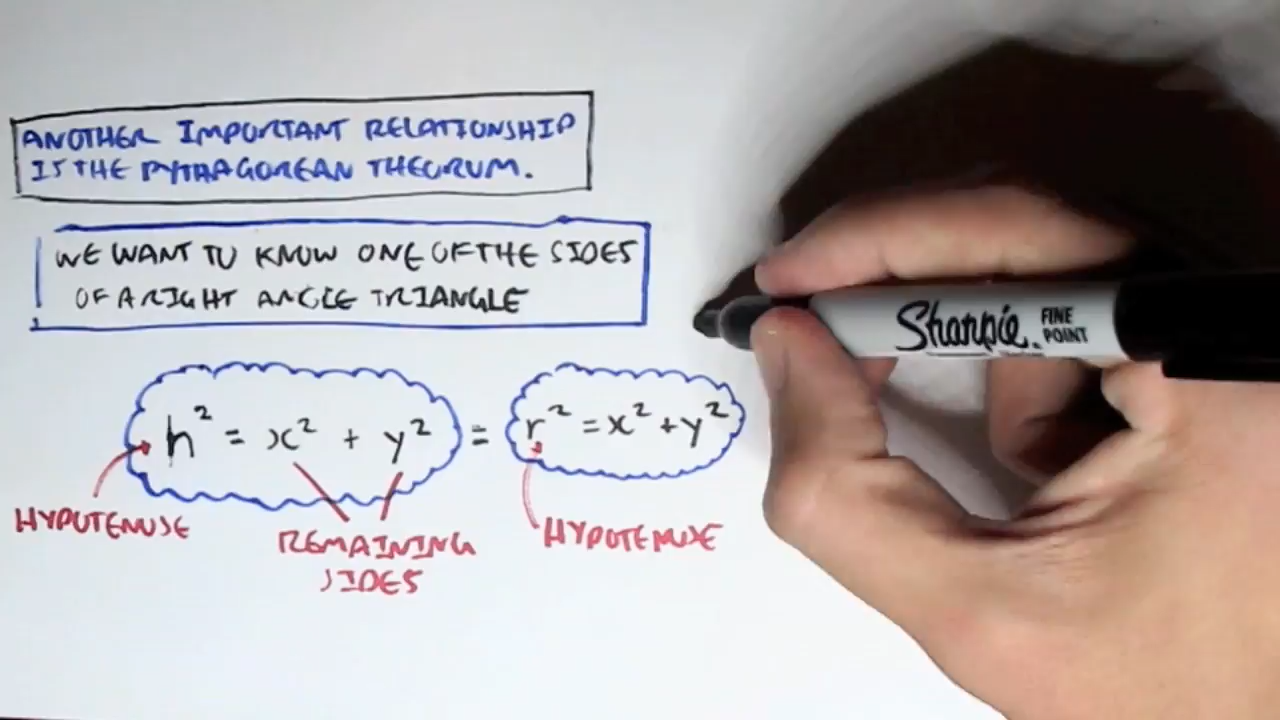 ANOTHER IMPORTANT RELATIONSHIP
IS THE PYTHAGOREAN THEORUM.
WE WANT TO KNOW ONE OF THE SIDES
OF A RIGHT ANGLE TRIANGLE
h² = x² + y² = r² = x² + y²
HYPOTENUSE
REMAINING
SIDES
HYPOTENUSE
Sharpie. FINE
POINT